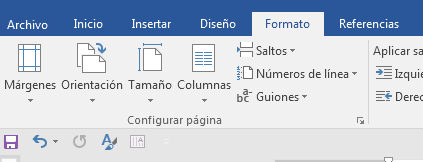 Archivo Inicio Insertar Diseño Formato Referencias
Saltos Aplicar sa
Números de línea Izquie
Márgenes Orientación Tamaño Columnas bc Guiones Derec
Configurar página